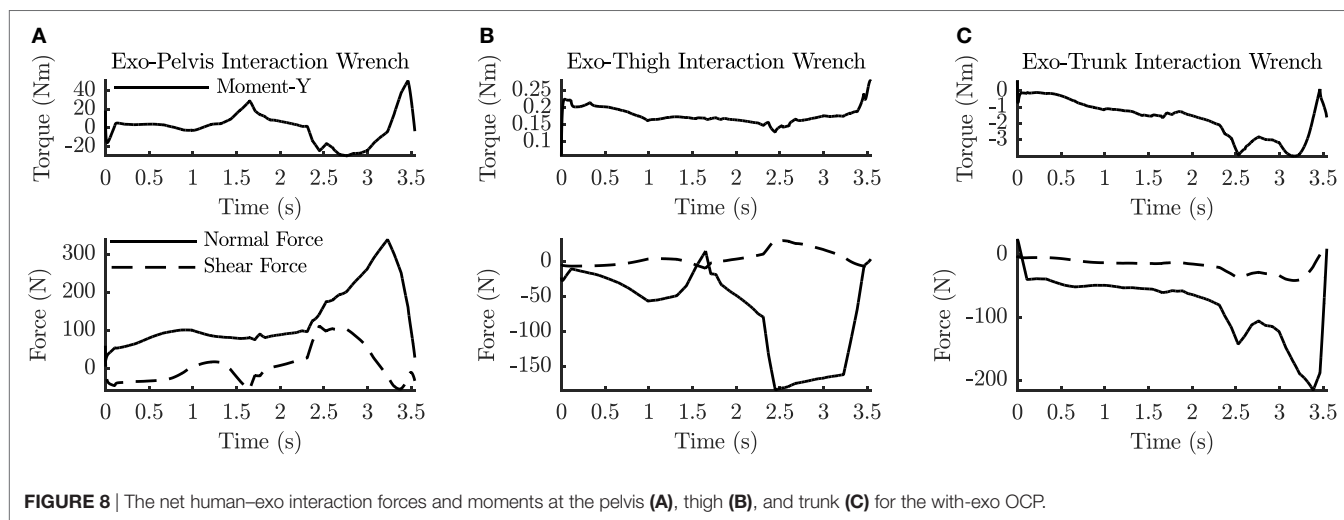 A
B
C
Exo-Pelvis Interaction Wrench
Exo-Thigh Interaction Wrench
Exo-Trunk Interaction Wrench
Torque (Nm)
40
20
0
-20
Moment-Y
0 0.5 1 1.5 2 2.5 3 3.5
Time (s)
Torque (Nm)
0.25
0.2
0.15
0.1
0 0.5 1 1.5 2 2.5 3 3.5
Time (s)
Torque (Nm)
0
-1
-2
-3
0 0.5 1 1.5 2 2.5 3 3.5
Time (s)
Force (N)
300
200
100
0
Normal Force
Shear Force
0 0.5 1 1.5 2 2.5 3 3.5
Time (s)
Force (N)
0
-50
-100
-150
0 0.5 1 1.5 2 2.5 3 3.5
Time (s)
Force (N)
0
-100
-200
0 0.5 1 1.5 2 2.5 3 3.5
Time (s)
FIGURE 8 | The net human–exo interaction forces and moments at the pelvis (A), thigh (B), and trunk (C) for the with-exo OCP.